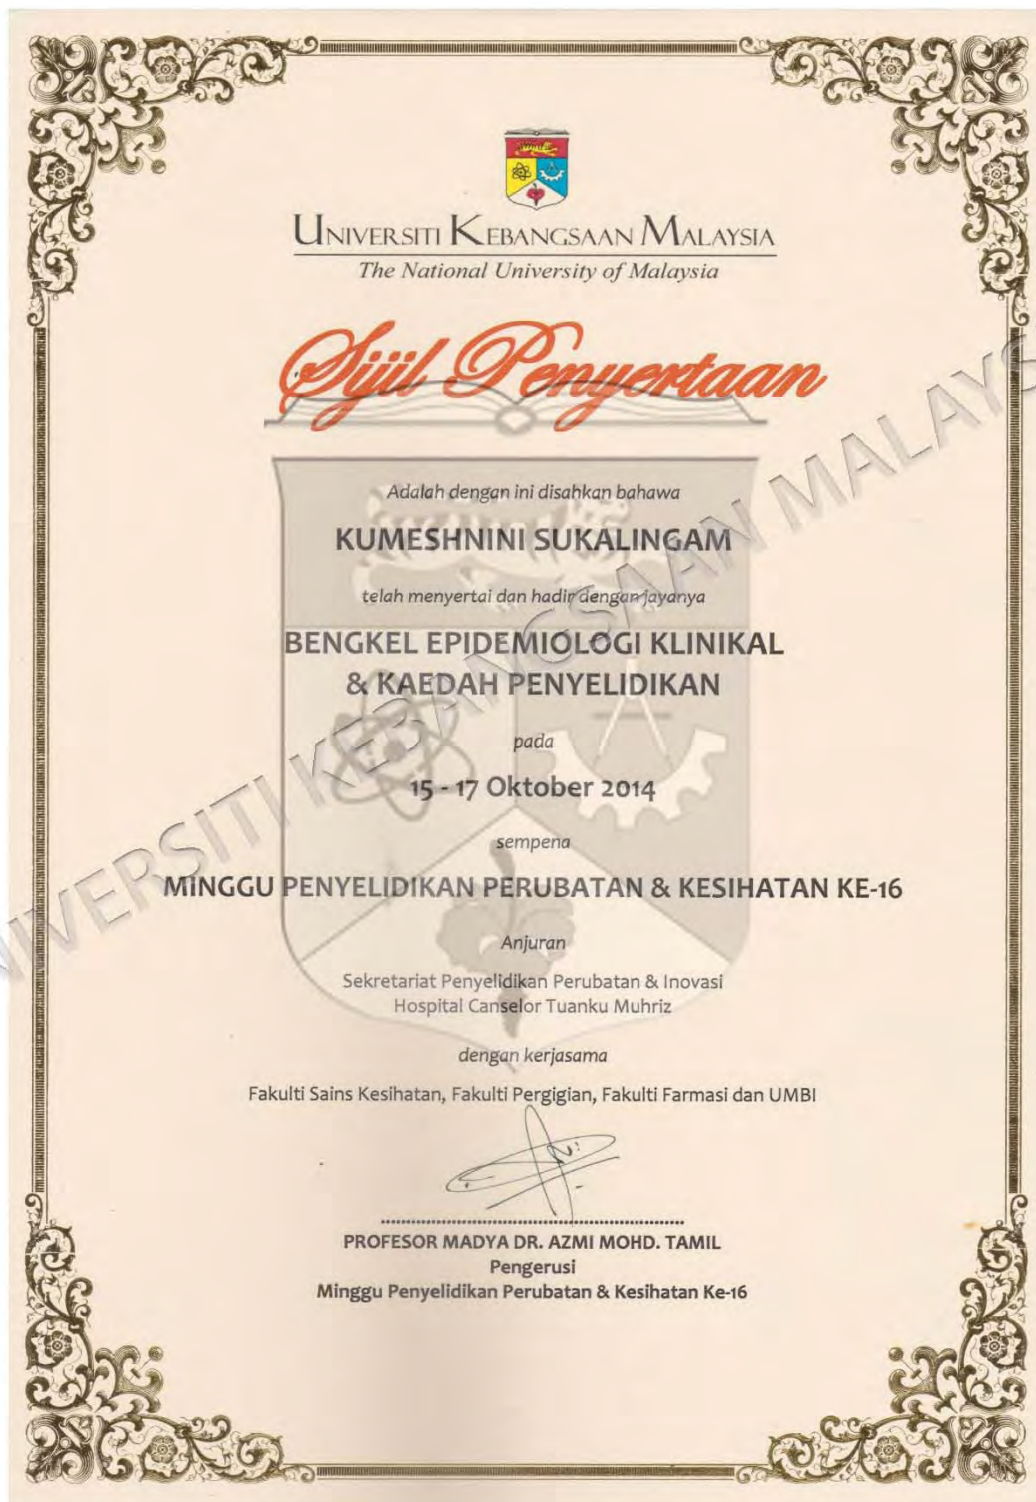 UNIVERSITI KEBANGSAAN MALAYSIA
The National University of Malaysia
Sijil Penyertaan
Adalah dengan ini disahkan bahawa
KUMESHNINI SUKALINGAM
telah menyertai dan hadir dengan jayanya
BENGKEL EPIDEMIOLOGI KLINIKAL
& KAEDAH PENYELIDIKAN
pada
15 - 17 Oktober 2014
sempena
MINGGU PENYELIDIKAN PERUBATAN & KESIHATAN KE-16
Anjuran
Sekretariat Penyelidikan Perubatan & Inovasi
Hospital Canselor Tuanku Muhriz
dengan kerjasama
Fakulti Sains Kesihatan, Fakulti Pergigian, Fakulti Farmasi dan UMBI
PROFESOR MADYA DR. AZMI MOHD. TAMIL
Pengerusi
Minggu Penyelidikan Perubatan & Kesihatan Ke-16
UNIVERSITI KEBANGSAAN MALAYS